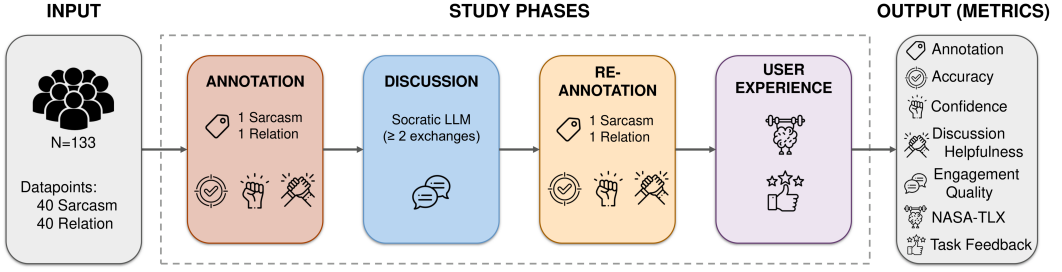 INPUT
STUDY PHASES
OUTPUT (METRICS)
N=133
Datapoints:
40 Sarcasm
40 Relation
ANNOTATION
1 Sarcasm
1 Relation
DISCUSSION
Socratic LLM
(≥ 2 exchanges)
RE-
ANNOTATION
1 Sarcasm
1 Relation
USER
EXPERIENCE
Annotation
Accuracy
Confidence
Discussion
Helpfulness
Engagement
Quality
NASA-TLX
Task Feedback